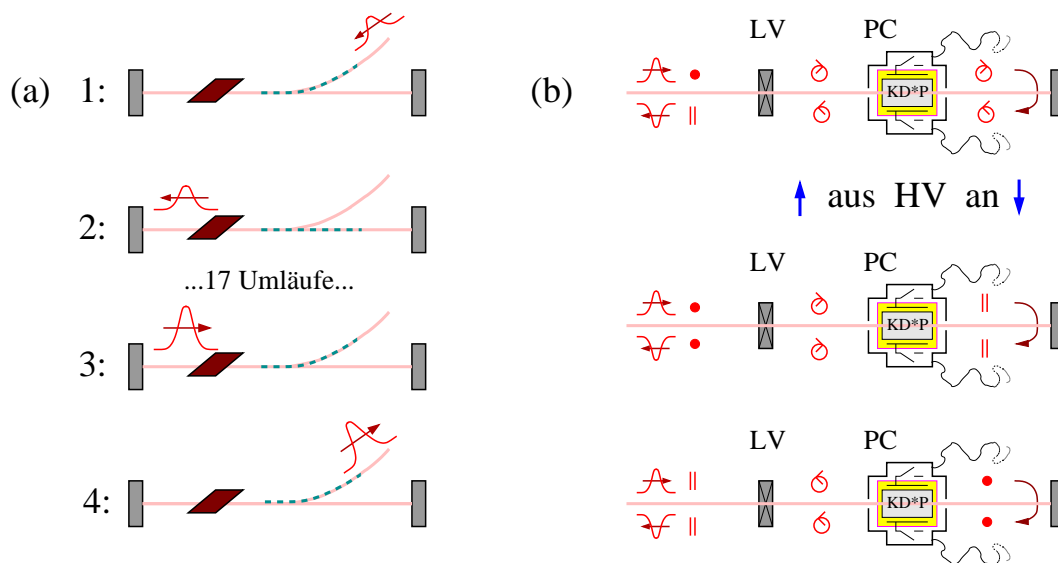 (a)
1:
2:
...17 Umläufe...
3:
4:
(b)
LV PC
KD*P
aus HV an
LV PC
KD*P
LV PC
KD*P